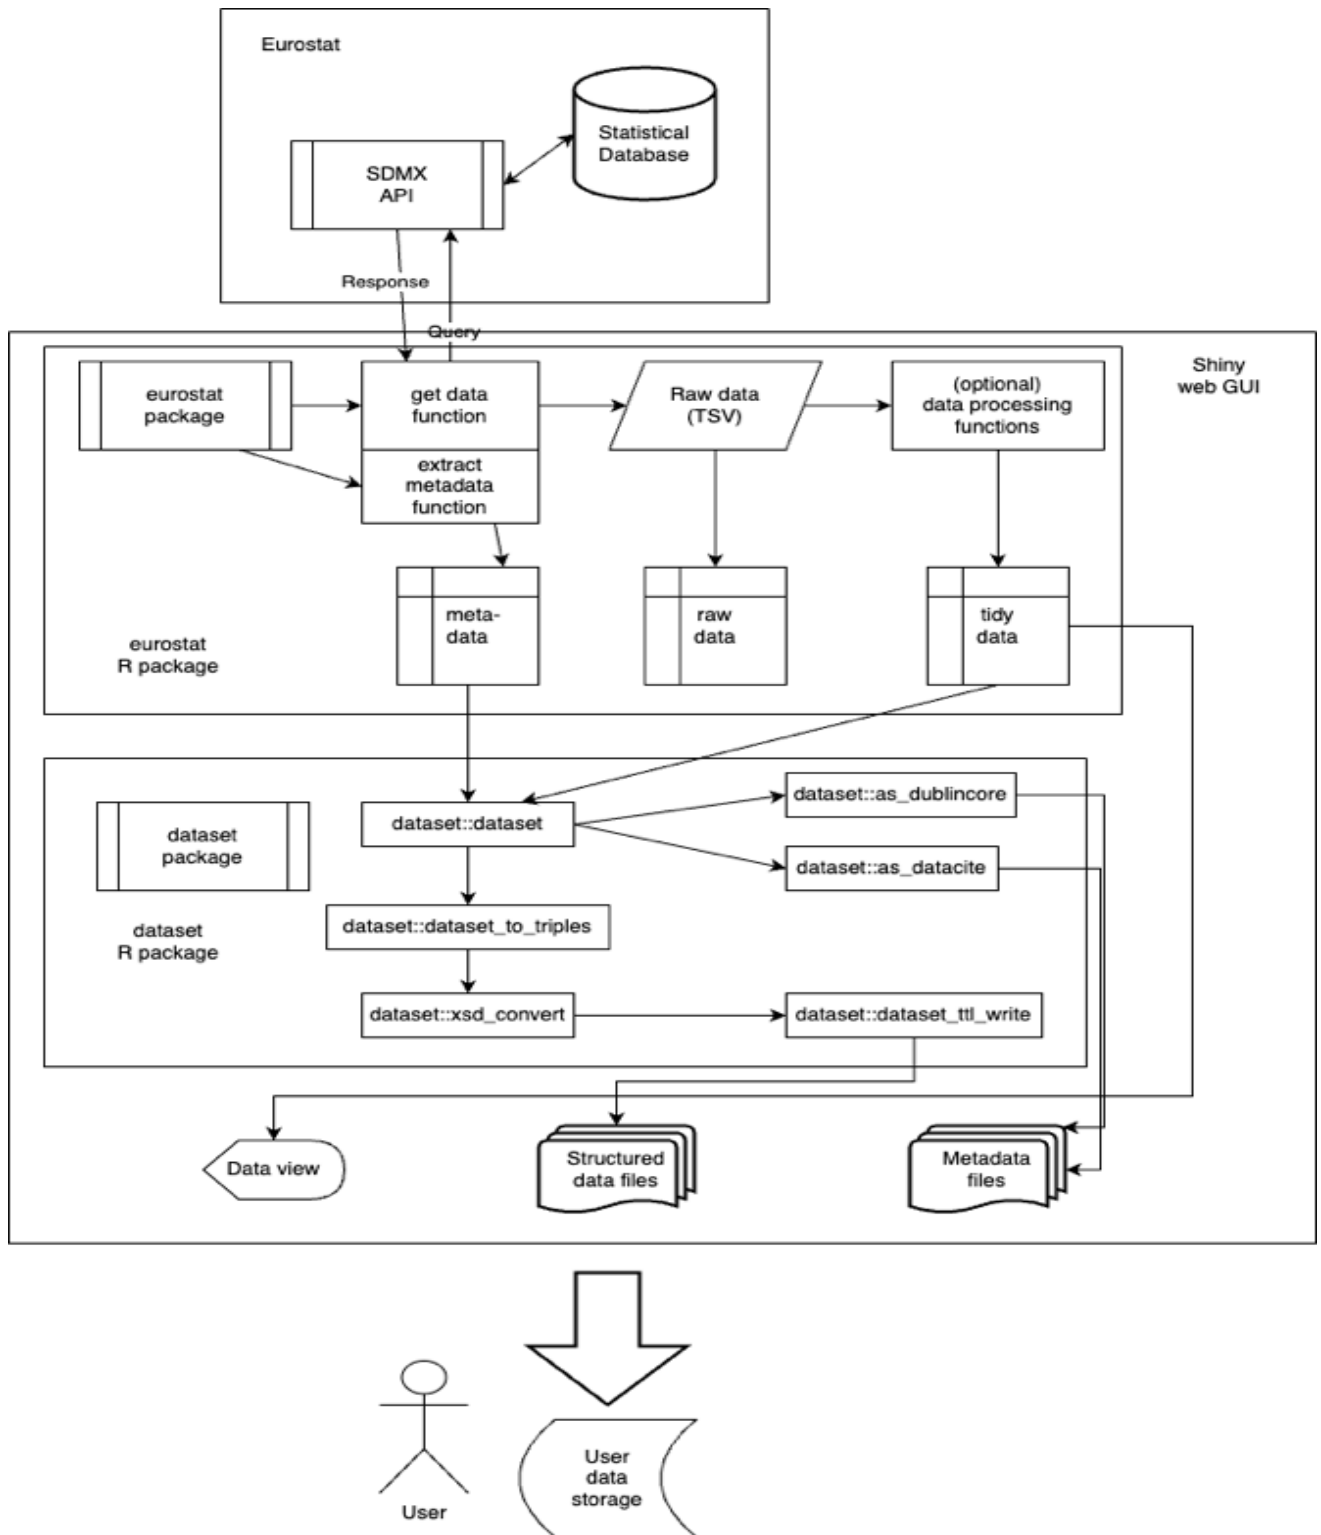 Eurostat
Statistical
Database
SDMX
API
Response
Query
Shiny
web GUI
eurostat
package
get data
function
Raw data
(TSV)
(optional)
data processing
functions
extract
metadata
function
meta-
data
raw
data
tidy
data
eurostat
R package
dataset::as_dublincore
dataset::dataset
dataset
package
dataset::as_datacite
dataset
R package
dataset::dataset_to_triples
dataset::xsd_convert
dataset::dataset_ttl_write
Data view
Structured
data files
Metadata
files
User
data
storage
User